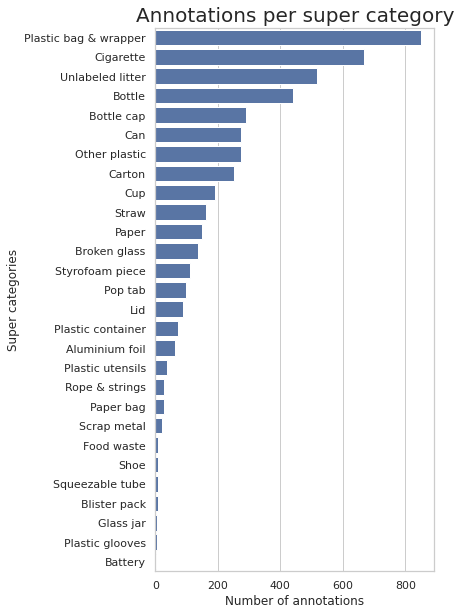 Annotations per super category
Plastic bag & wrapper
Cigarette
Unlabeled litter
Bottle
Bottle cap
Can
Other plastic
Carton
Cup
Straw
Paper
Broken glass
Styrofoam piece
Pop tab
Lid
Plastic container
Aluminium foil
Plastic utensils
Rope & strings
Paper bag
Scrap metal
Food waste
Shoe
Squeezable tube
Blister pack
Glass jar
Plastic glooves
Battery
Super categories
0 200 400 600 800
Number of annotations